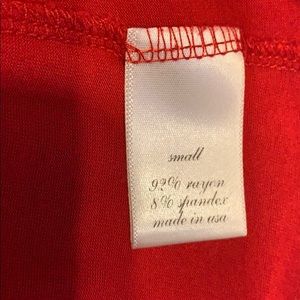 small
92% rayon
8% spandex
made in usa